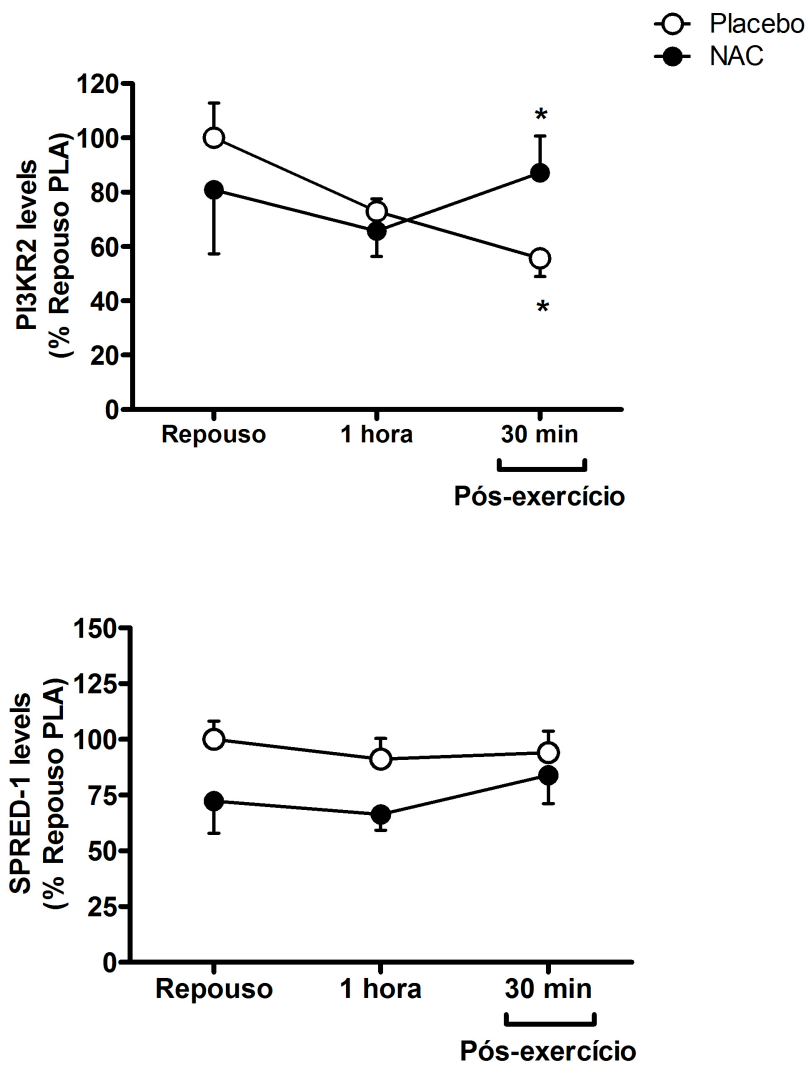 Placebo
NAC
PI3KR2 levels
(% Repouso PLA)
120
100
80
60
40
20
0
*
*
Repouso
1 hora
30 min
Pós-exercício
SPRED-1 levels
(% Repouso PLA)
150
125
100
75
50
25
0
Repouso
1 hora
30 min
Pós-exercício